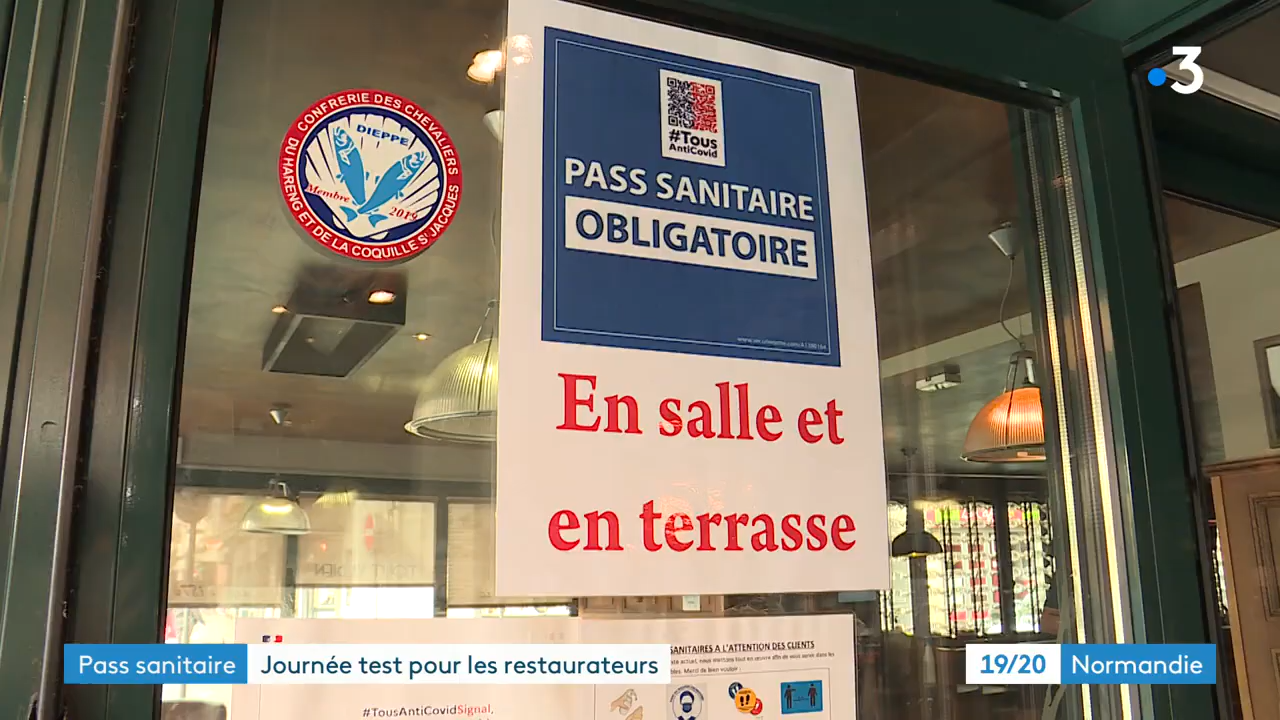 3
CONFRERIE DES CHEVALIERS
DU HARENG ET DE LA COQUILLE ST JACQUES
DIEPPE
Membre 2019
#Tous
AntiCovid
PASS SANITAIRE
OBLIGATOIRE
En salle et
en terrasse
SANITAIRES A L'ATTENTION DES CLIENTS
#TousAntiCovidSignal,
Pass sanitaire
Journée test pour les restaurateurs
19/20
Normandie